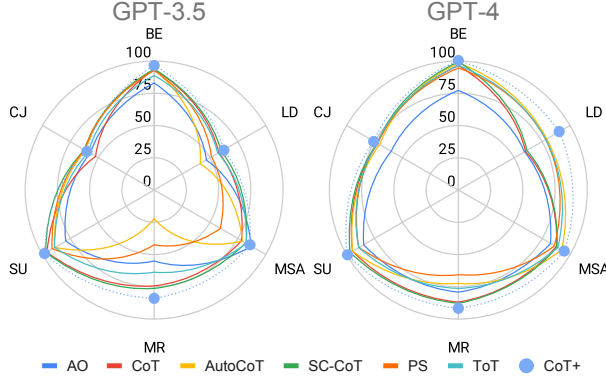 GPT-3.5
GPT-4
BE
100
75
50
25
0
CJ
LD
SU
MSA
MR
BE
100
75
50
25
0
CJ
LD
SU
MSA
MR
AO CoT AutoCoT SC-CoT PS ToT CoT+